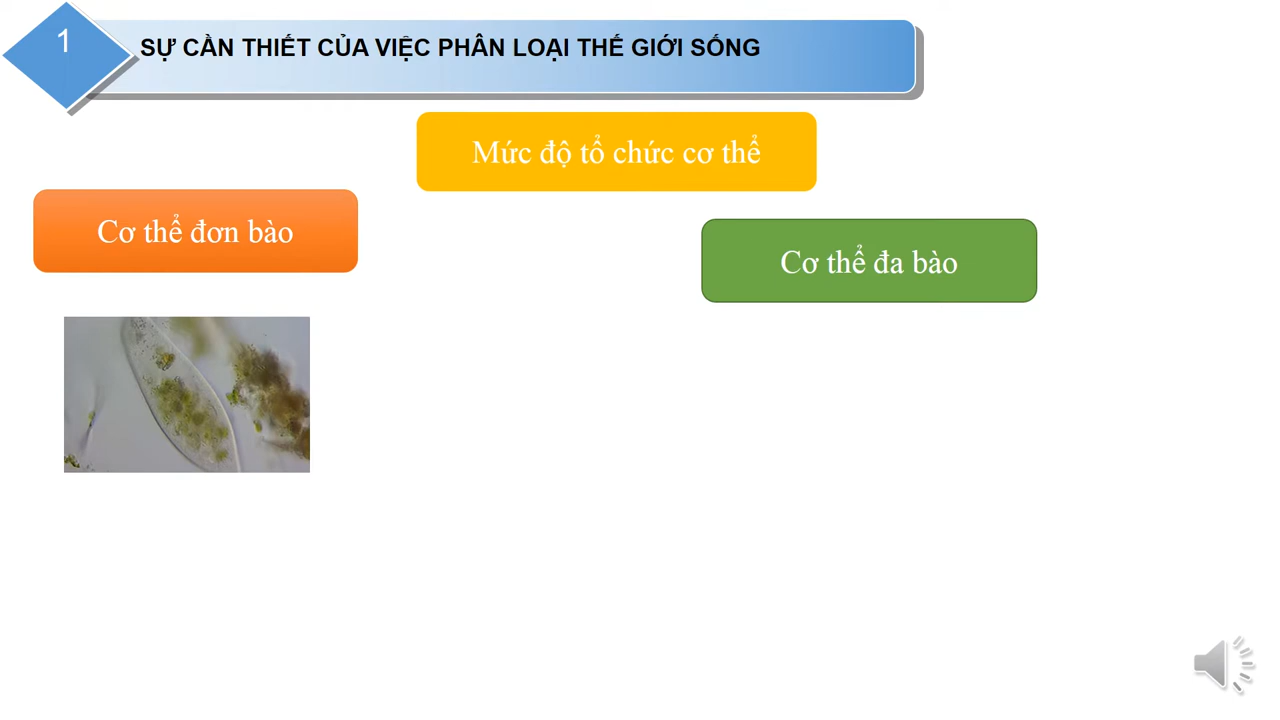 1
SỰ CẦN THIẾT CỦA VIỆC PHÂN LOẠI THẾ GIỚI SỐNG
Mức độ tổ chức cơ thể
Cơ thể đơn bào
Cơ thể đa bào